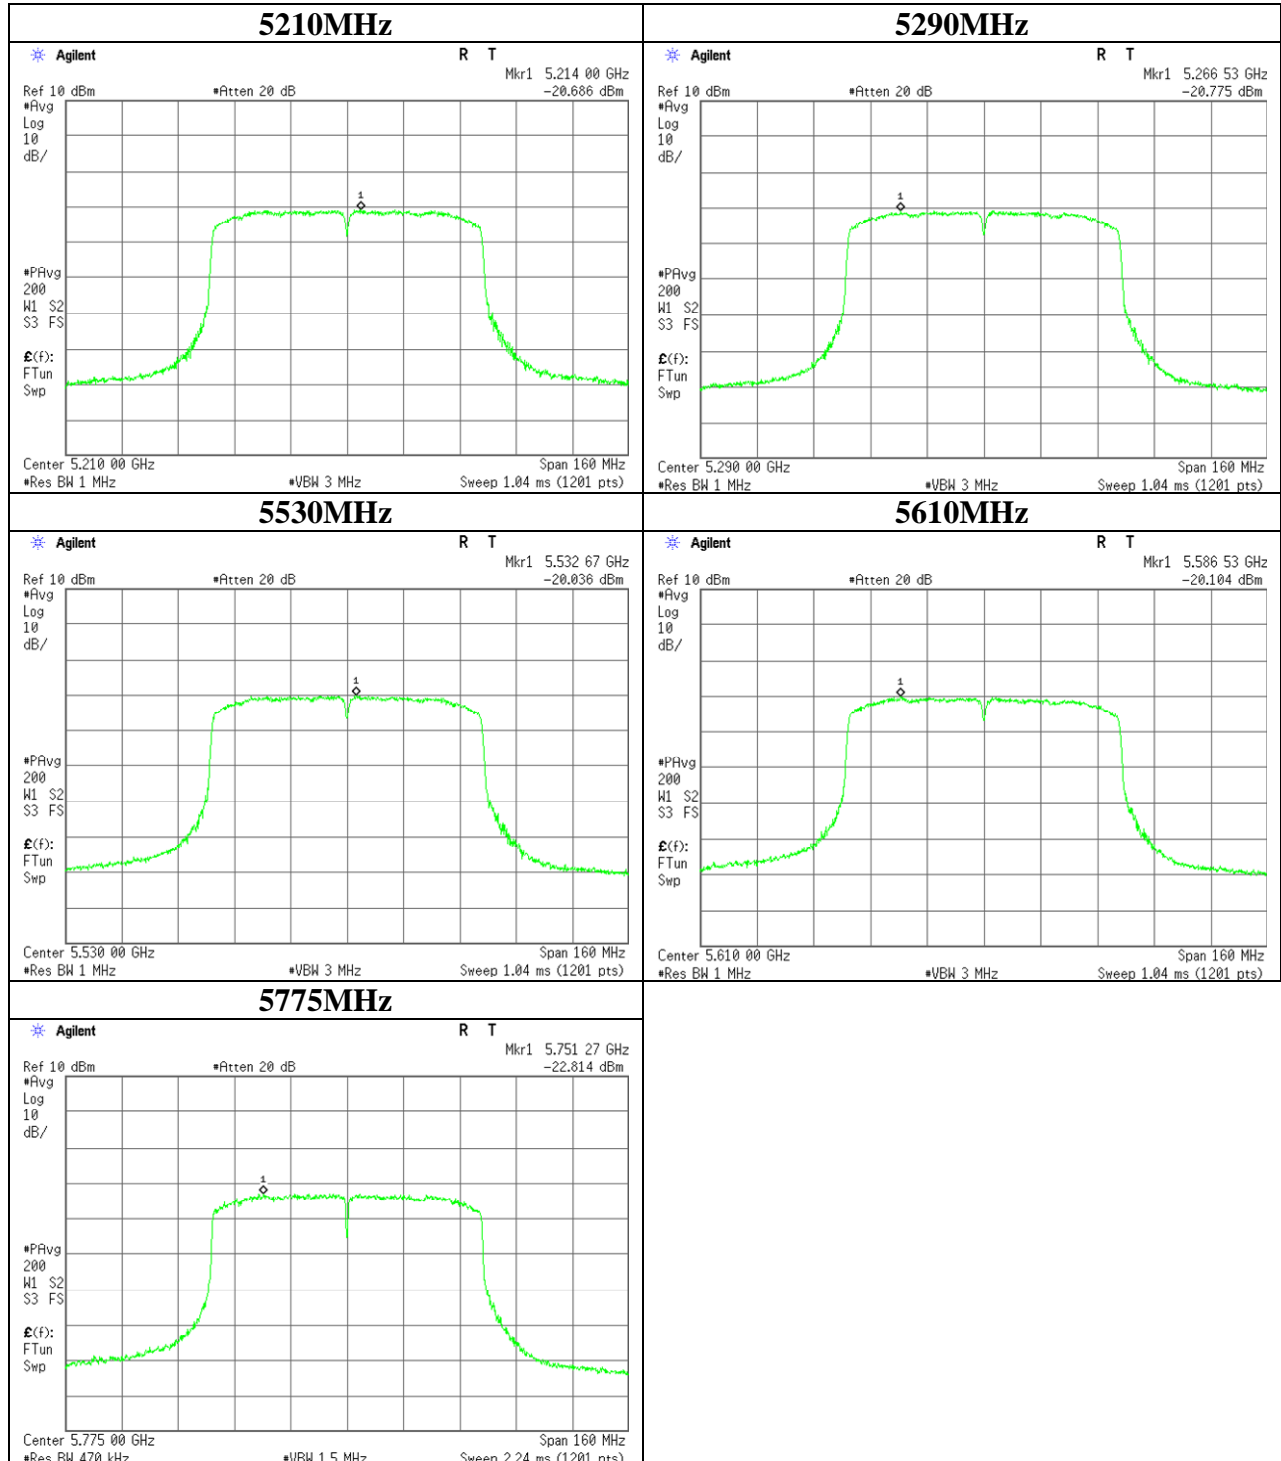 5210MHz
Agilent
R T
Mkr1 5.214 00 GHz
Ref 10 dBm
#Atten 20 dB
-20.686 dBm
#Avg
Log
10
dB/
1
#PAvg
200
W1 S2
S3 FS
£(f):
FTun
Swp
Center 5.210 00 GHz
Span 160 MHz
#Res BW 1 MHz
#VBW 3 MHz
Sweep 1.04 ms (1201 pts)
5290MHz
Agilent
R T
Mkr1 5.266 53 GHz
Ref 10 dBm
#Atten 20 dB
-20.775 dBm
#Avg
Log
10
dB/
1
#PAvg
200
W1 S2
S3 FS
£(f):
FTun
Swp
Center 5.290 00 GHz
Span 160 MHz
#Res BW 1 MHz
#VBW 3 MHz
Sweep 1.04 ms (1201 pts)
5530MHz
Agilent
R T
Mkr1 5.532 67 GHz
Ref 10 dBm
#Atten 20 dB
-20.036 dBm
#Avg
Log
10
dB/
1
#PAvg
200
W1 S2
S3 FS
£(f):
FTun
Swp
Center 5.530 00 GHz
Span 160 MHz
#Res BW 1 MHz
#VBW 3 MHz
Sweep 1.04 ms (1201 pts)
5610MHz
Agilent
R T
Mkr1 5.586 53 GHz
Ref 10 dBm
#Atten 20 dB
-20.104 dBm
#Avg
Log
10
dB/
1
#PAvg
200
W1 S2
S3 FS
£(f):
FTun
Swp
Center 5.610 00 GHz
Span 160 MHz
#Res BW 1 MHz
#VBW 3 MHz
Sweep 1.04 ms (1201 pts)
5775MHz
Agilent
R T
Mkr1 5.751 27 GHz
Ref 10 dBm
#Atten 20 dB
-22.814 dBm
#Avg
Log
10
dB/
1
#PAvg
200
W1 S2
S3 FS
£(f):
FTun
Swp
Center 5.775 00 GHz
Span 160 MHz
#Res BW 470 kHz
#VBW 1.5 MHz
Sweep 2.24 ms (1201 pts)